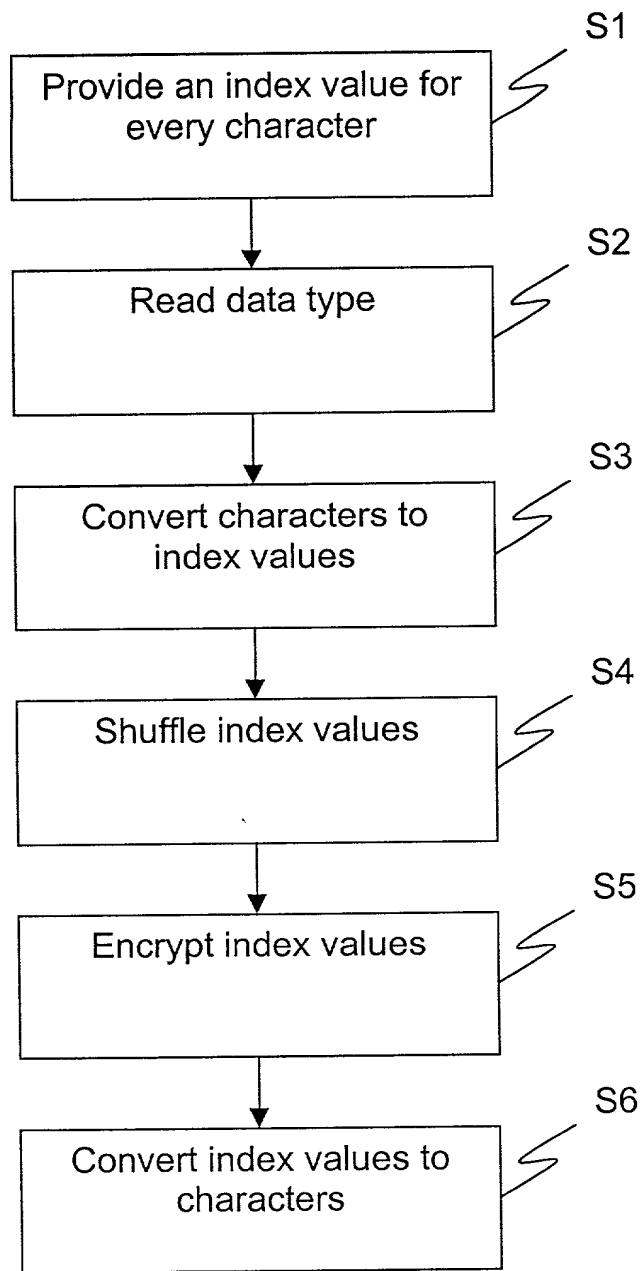 S1
Provide an index value for
every character
S2
Read data type
S3
Convert characters to
index values
S4
Shuffle index values
S5
Encrypt index values
S6
Convert index values to
characters